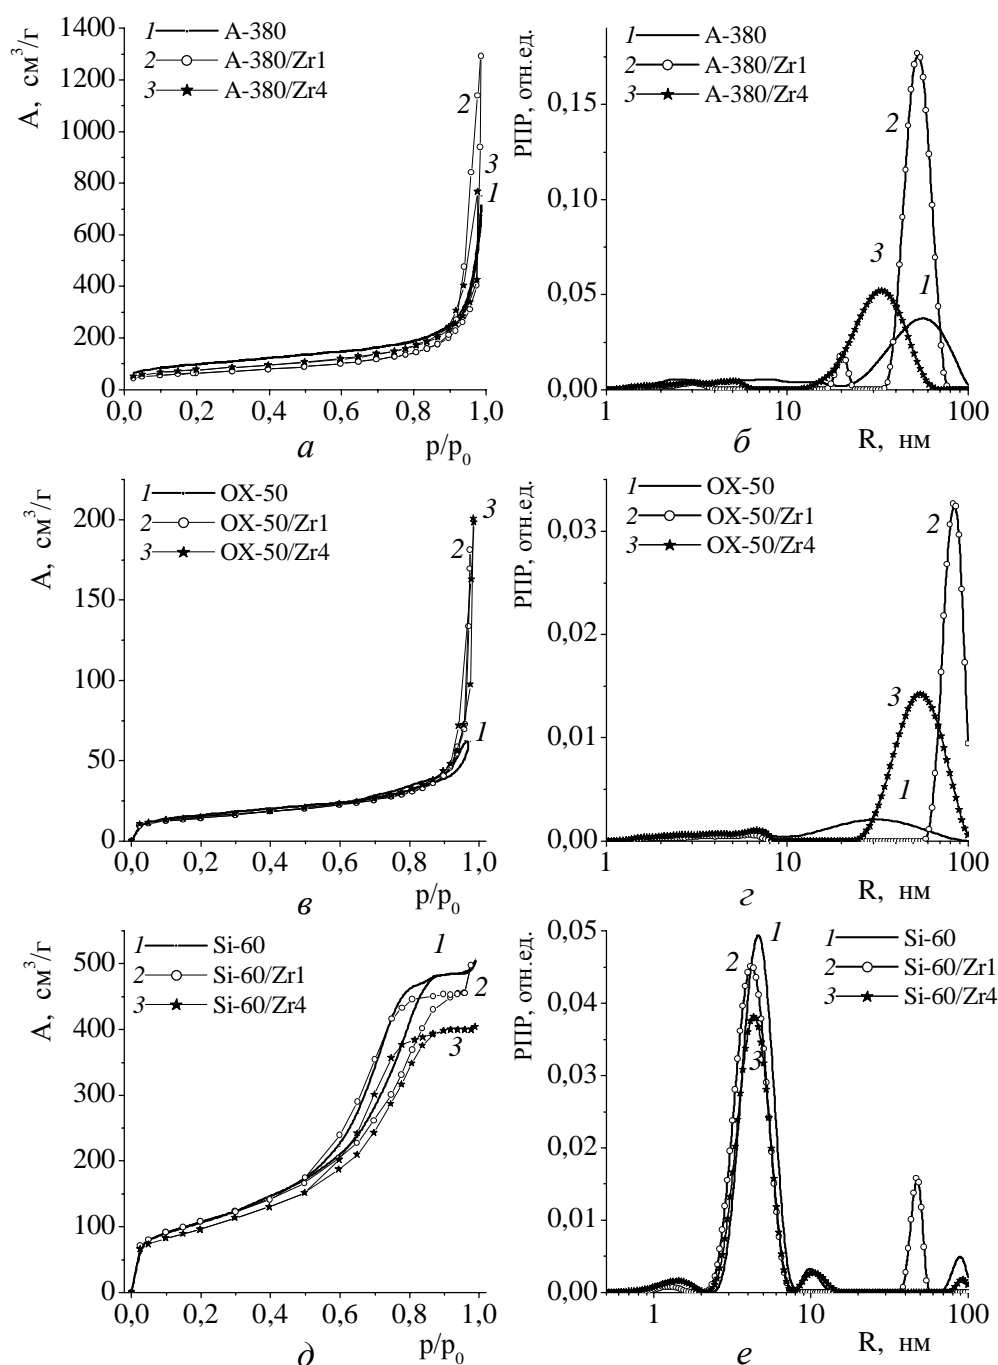 1 A-380
2 A-380/Zr1
3 A-380/Zr4
А, см³/г
1400
1200
1000
800
600
400
200
0
2
3
1
0,0 0,2 0,4 0,6 0,8 1,0
а
p/p₀
1 A-380
2 A-380/Zr1
3 A-380/Zr4
РПР, отн.ед.
0,15
0,10
0,05
0,00
2
3
1
1 10 100
б
R, нм
1 OX-50
2 OX-50/Zr1
3 OX-50/Zr4
А, см³/г
200
150
100
50
0
3
2
1
0,0 0,2 0,4 0,6 0,8 1,0
в
p/p₀
1 OX-50
2 OX-50/Zr1
3 OX-50/Zr4
РПР, отн.ед.
0,03
0,02
0,01
0,00
2
3
1
1 10 100
г
R, нм
1 Si-60
2 Si-60/Zr1
3 Si-60/Zr4
А, см³/г
500
400
300
200
100
0
1
2
3
0,0 0,2 0,4 0,6 0,8 1,0
д
p/p₀
1 Si-60
2 Si-60/Zr1
3 Si-60/Zr4
РПР, отн.ед.
0,05
0,04
0,03
0,02
0,01
0,00
1
2
3
1 10 100
е
R, нм